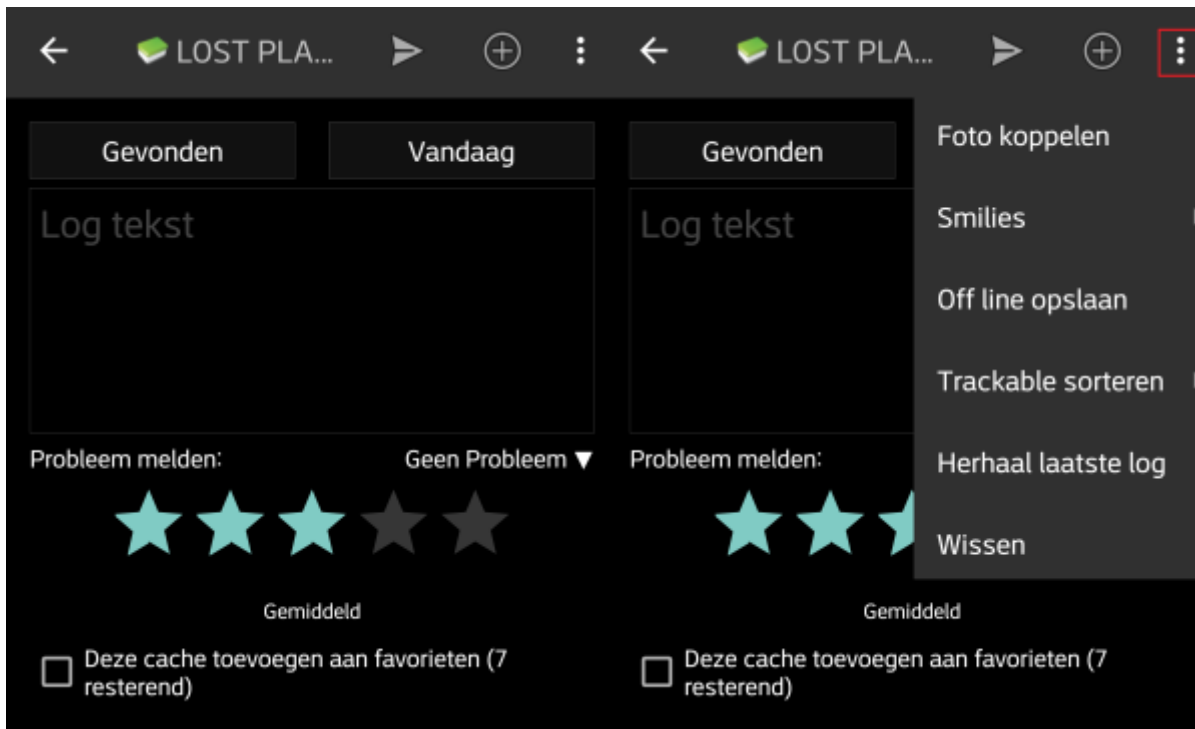 LOST PLA...
Gevonden
Vandaag
Log tekst
Probleem melden:
Geen Probleem ▼
Gemiddeld
Deze cache toevoegen aan favorieten (7
resterend)
LOST PLA...
Gevonden
Log tekst
Probleem melden:
Gemiddeld
Deze cache toevoegen aan favorieten (7
resterend)
Foto koppelen
Smilies
Off line opslaan
Trackable sorteren
Herhaal laatste log
Wissen